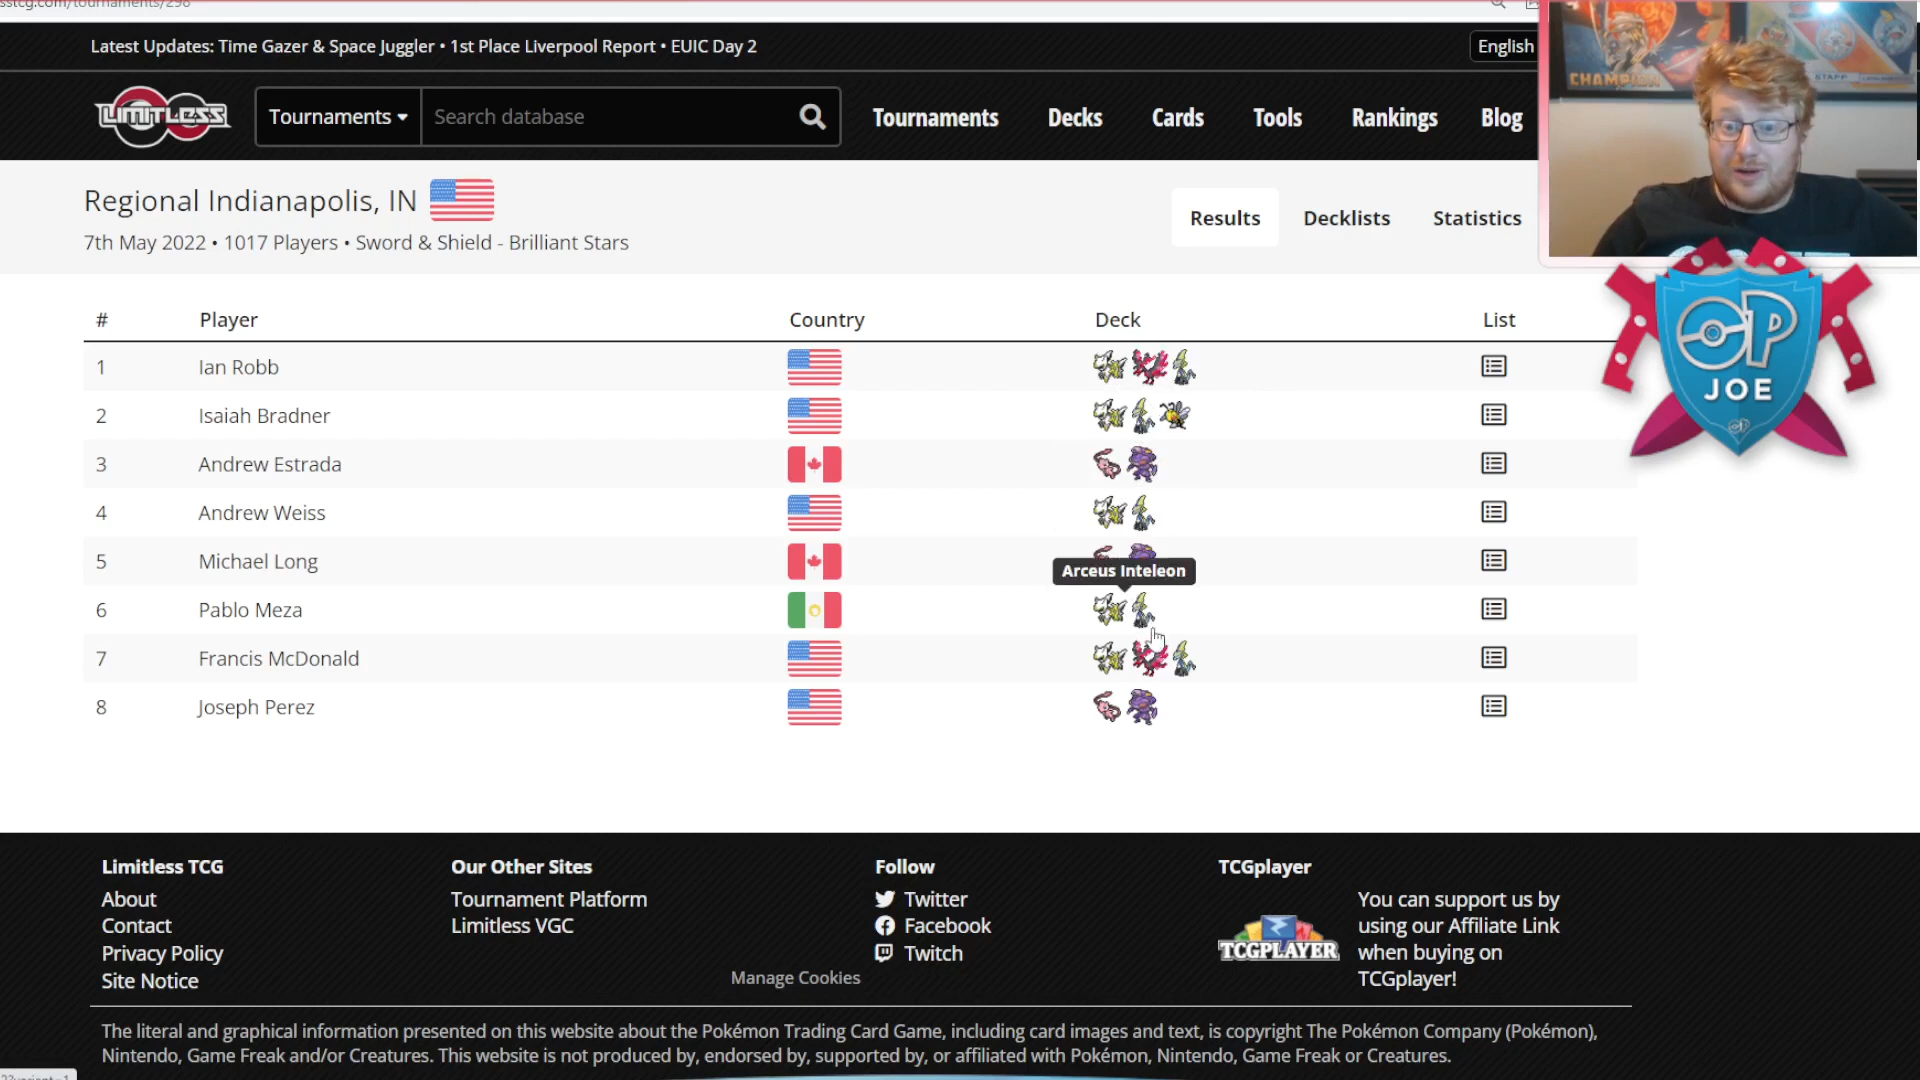 sstcg.com/tournaments/298
Latest Updates: Time Gazer & Space Juggler • 1st Place Liverpool Report • EUIC Day 2
English
LIMITLESS
Tournaments
Search database
Tournaments
Decks
Cards
Tools
Rankings
Blog
CHAMPION
STAFF
Regional Indianapolis, IN
7th May 2022 • 1017 Players • Sword & Shield - Brilliant Stars
Results
Decklists
Statistics
OP
JOE
# Player Country Deck List
1 Ian Robb
2 Isaiah Bradner
3 Andrew Estrada
4 Andrew Weiss
5 Michael Long
Arceus Inteleon
6 Pablo Meza
7 Francis McDonald
8 Joseph Perez
Limitless TCG
About
Contact
Privacy Policy
Site Notice
Our Other Sites
Tournament Platform
Limitless VGC
Manage Cookies
Follow
Twitter
Facebook
Twitch
TCGplayer
TCGPLAYER
You can support us by
using our Affiliate Link
when buying on
TCGplayer!
The literal and graphical information presented on this website about the Pokémon Trading Card Game, including card images and text, is copyright The Pokémon Company (Pokémon),
Nintendo, Game Freak and/or Creatures. This website is not produced by, endorsed by, supported by, or affiliated with Pokémon, Nintendo, Game Freak or Creatures.